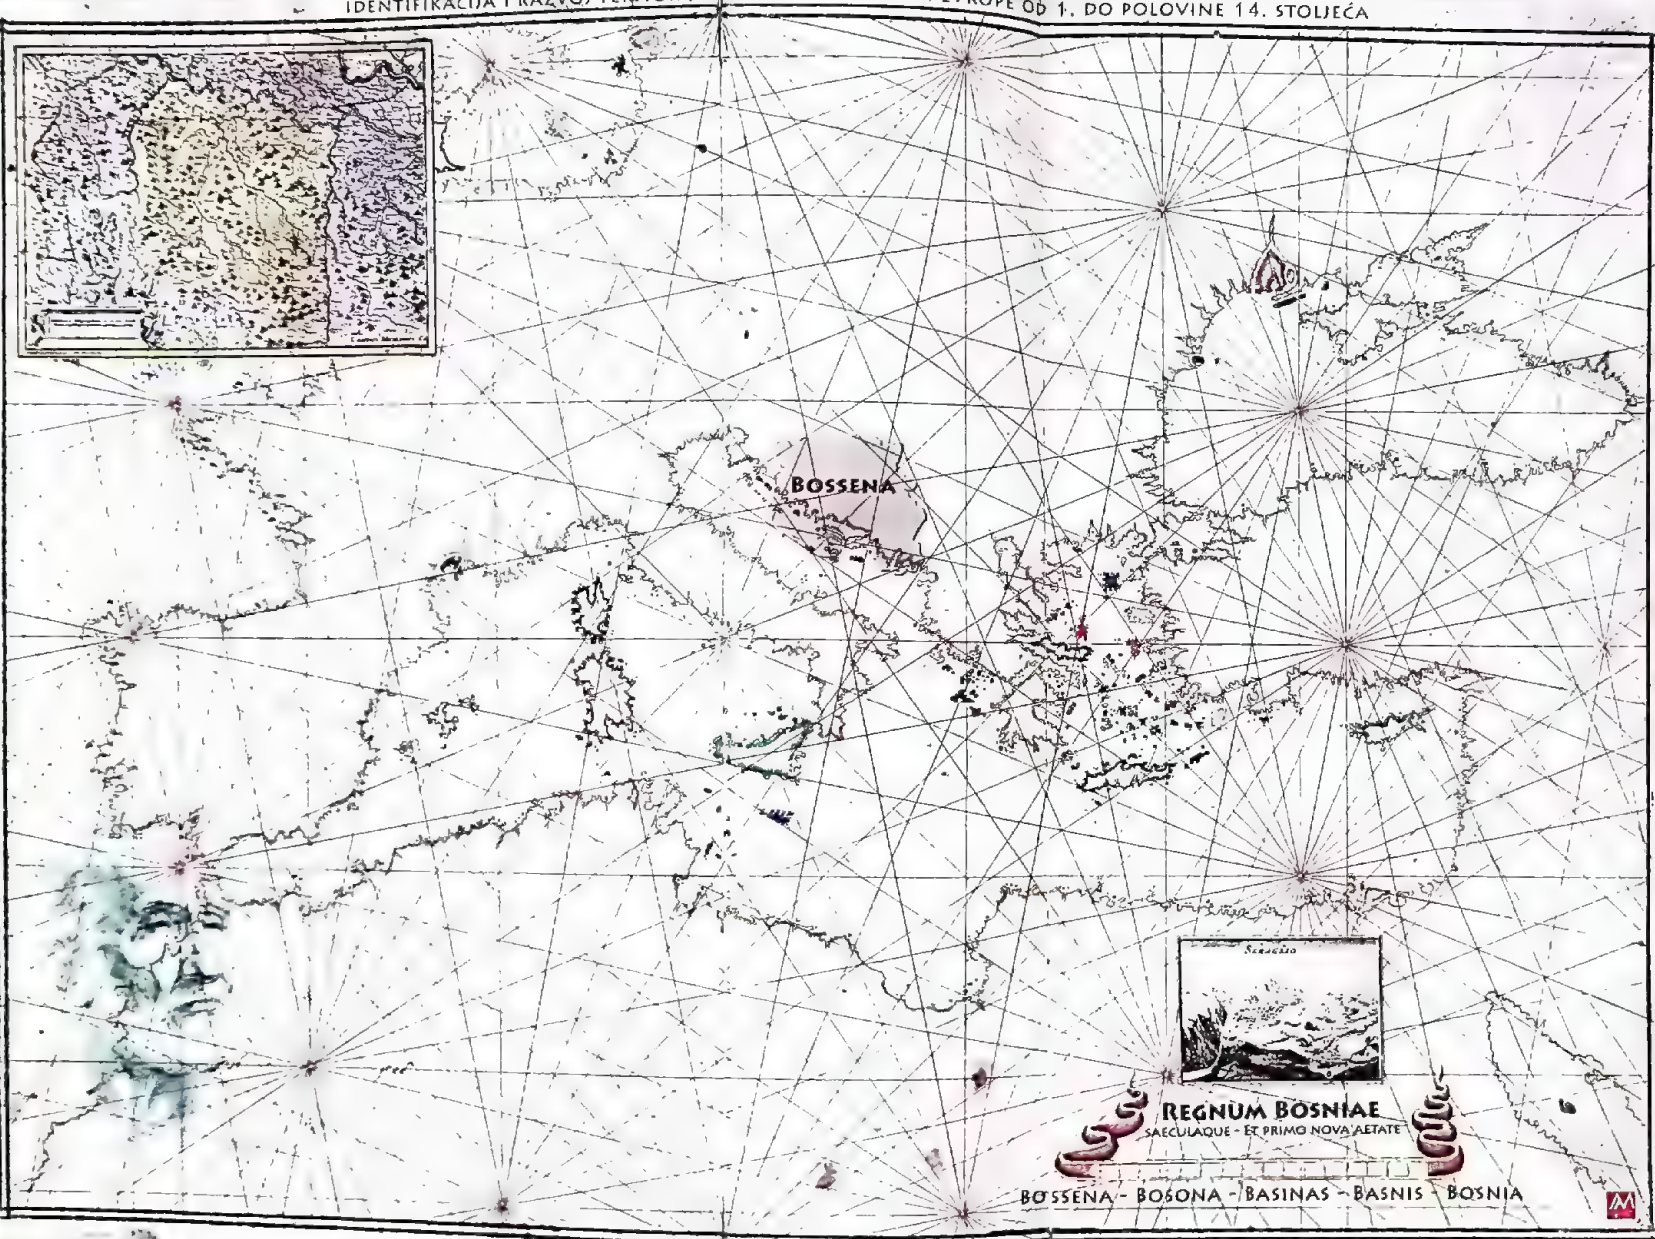 IDENTIFIKACIJA I RAZVOJ OD 1. DO POLOVINE 14. STOLJEĆA
BOSSENA
SERAGLIO
REGNUM BOSNIAE
SAECULAQUE - ET PRIMO NOVA AETATE
BOSSENA - BOSONA - BASINAS - BASNIS - BOSNIA